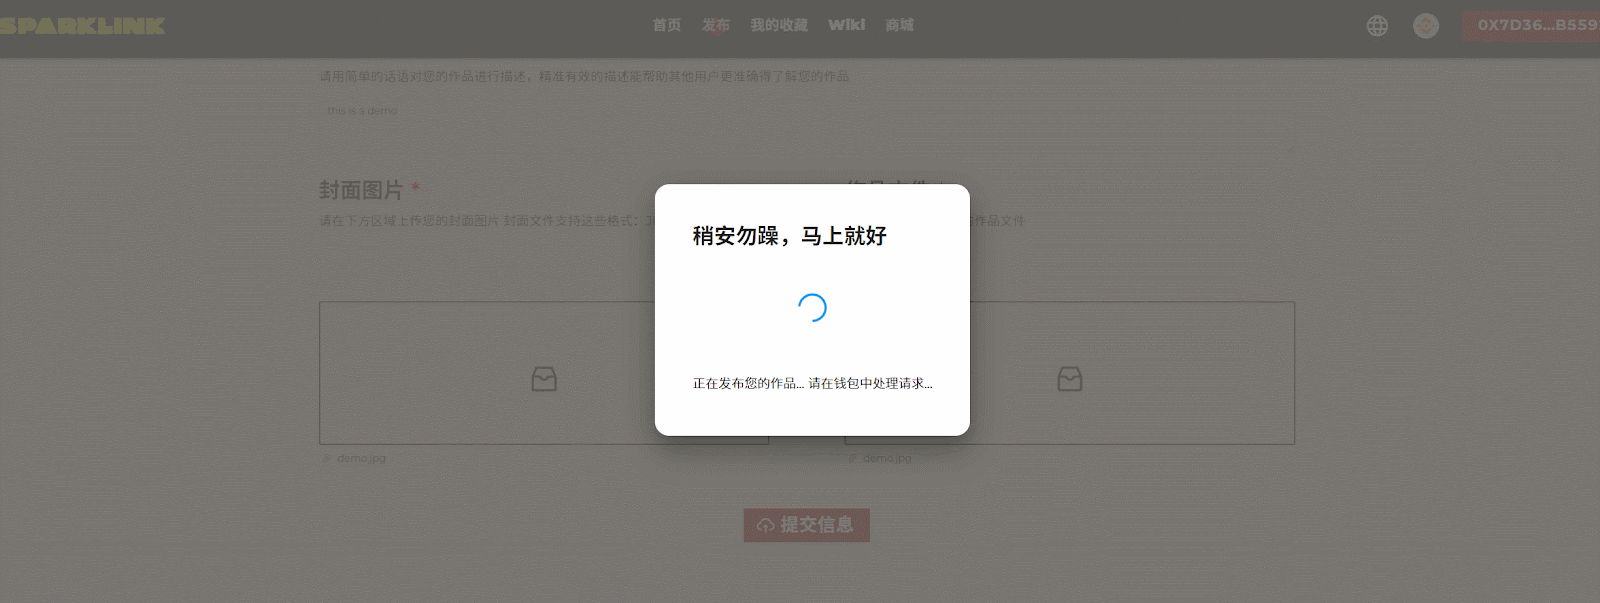 SPARKLINK
首页 发布 我的收藏 Wiki 商城
0X7D36...B559
请用简单的话语对您的作品进行描述，精准有效的描述能帮助其他用户更准确得了解您的作品
this is a demo
封面图片 *
请在下方区域上传您的封面图片 封面文件支持这些格式：
作品文件
稍安勿躁，马上就好
正在发布您的作品... 请在钱包中处理请求...
demo.jpg
demo.jpg
提交信息